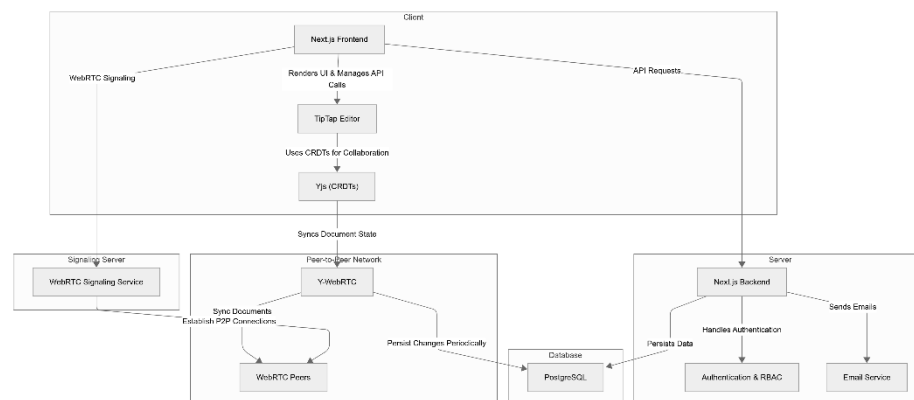 Client
Next.js Frontend
WebRTC Signaling
Renders UI & Manages API
Calls
API Requests
TipTap Editor
Uses CRDTs for Collaboration
Yjs (CRDTs)
Syncs Document State
Signaling Server
Peer-to-Peer Network
Server
WebRTC Signaling Service
Y-WebRTC
Next.js Backend
Sync Documents
Establish P2P Connections
Sends Emails
Handles Authentication
Persist Changes Periodically
Persists Data
Database
WebRTC Peers
PostgreSQL
Authentication & RBAC
Email Service